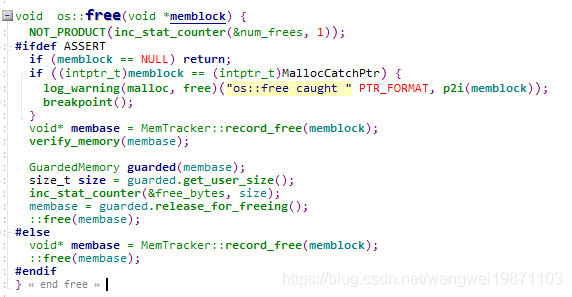 void  os::free(void *memblock) {
  NOT_PRODUCT(inc_stat_counter(&num_frees, 1));
#ifdef ASSERT
  if (memblock == NULL) return;
  if ((intptr_t)memblock == (intptr_t)MallocCatchPtr) {
    log_warning(malloc, free)("os::free caught " PTR_FORMAT, p2i(memblock));
    breakpoint();
  }
  void* membase = MemTracker::record_free(memblock);
  verify_memory(membase);

  GuardedMemory guarded(membase);
  size_t size = guarded.get_user_size();
  inc_stat_counter(&free_bytes, size);
  membase = guarded.release_for_freeing();
  ::free(membase);
#else
  void* membase = MemTracker::record_free(memblock);
  ::free(membase);
#endif
} « end free »
https://blog.csdn.net/wangwei19871103